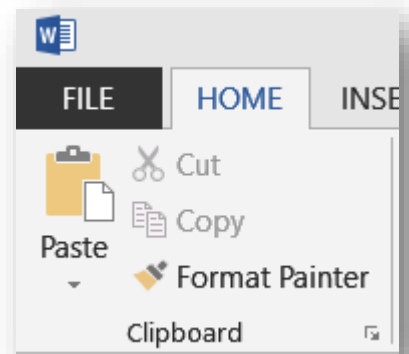 W
FILE HOME INSE
Cut
Copy
Paste
Format Painter
Clipboard